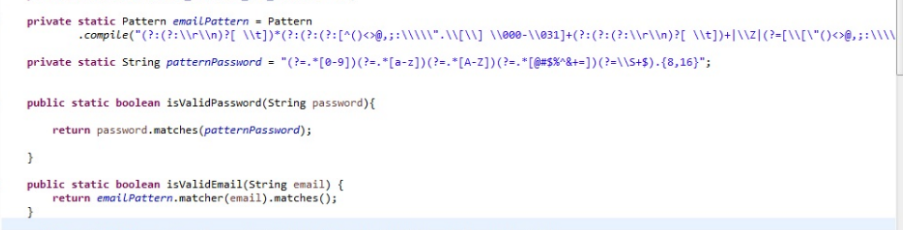 private static Pattern emailPattern = Pattern
.compile("(?:(?:\\r\\n)?[ \\t])*(?:(?:(?:[^()<>@,;:\\\\\".\\[\\] \\000-\\031]+(?:(?:(?:\\r\\n)?[ \\t])+|\\Z|(?=[\\[\"()<>@,;:\\\\
private static String patternPassword = "(?=.*[0-9])(?=.*[a-z])(?=.*[A-Z])(?=.*[@#$%^&+=])(?=\\S+$).{8,16}";
public static boolean isValidPassword(String password){
return password.matches(patternPassword);
}
public static boolean isValidEmail(String email) {
return emailPattern.matcher(email).matches();
}